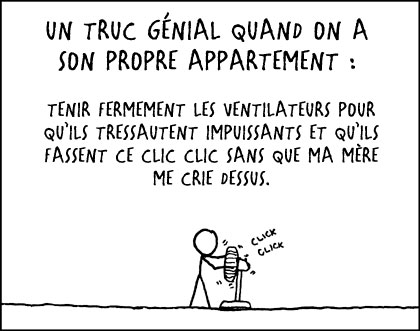 UN TRUC GÉNIAL QUAND ON A
SON PROPRE APPARTEMENT :
TENIR FERMEMENT LES VENTILATEURS POUR
QU'ILS TRESSAUTENT IMPUISSANTS ET QU'ILS
FASSENT CE CLIC CLIC SANS QUE MA MÈRE
ME CRIE DESSUS.
CLICK
CLICK